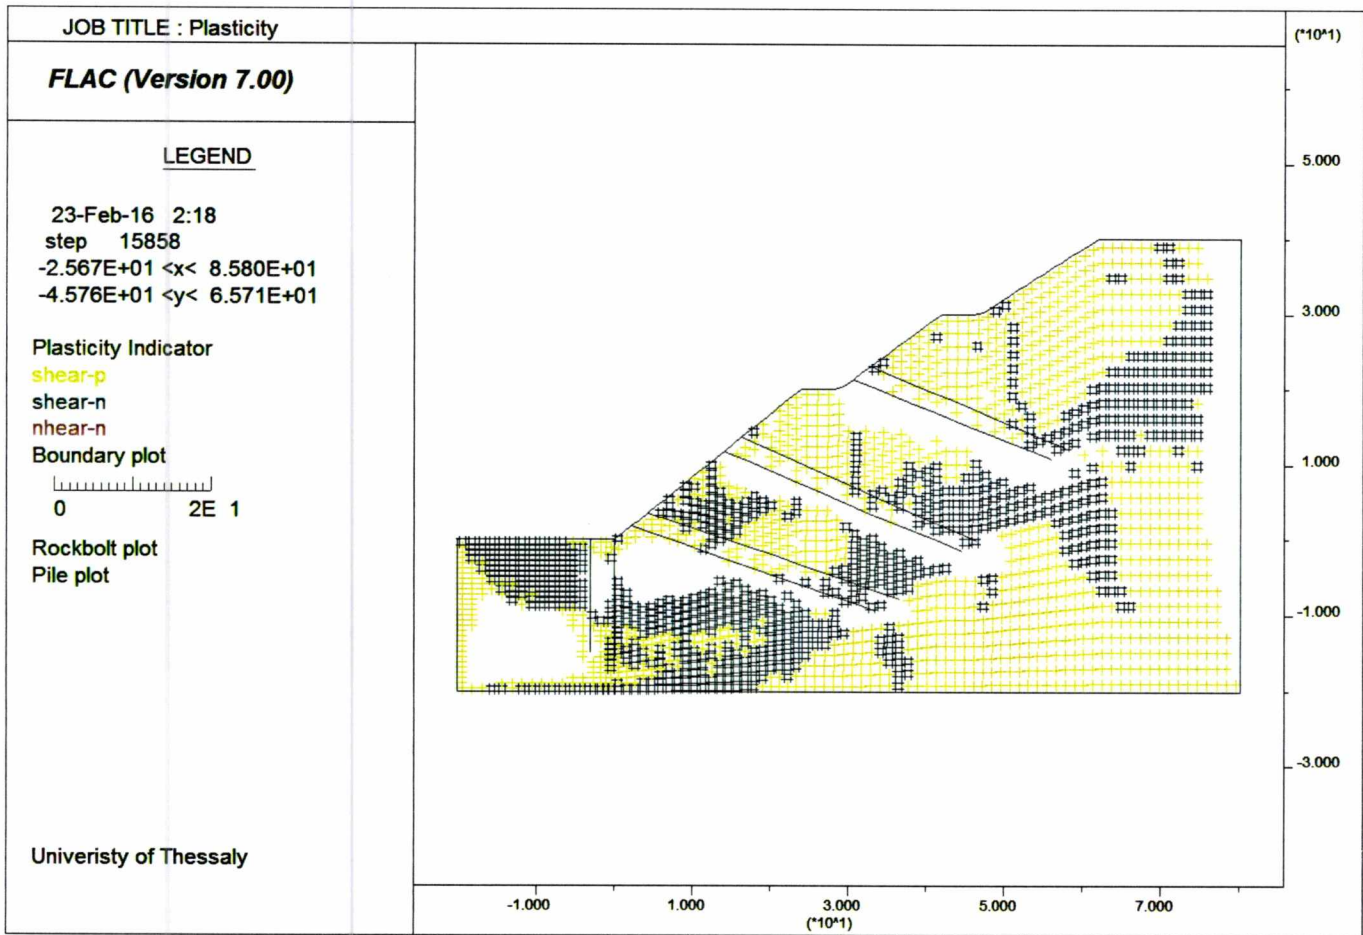 JOB TITLE : Plasticity
(*10^1)
FLAC (Version 7.00)
LEGEND
23-Feb-16 2:18
step 15858
-2.567E+01 <x< 8.580E+01
-4.576E+01 <y< 6.571E+01
Plasticity Indicator
shear-p
shear-n
nhear-n
Boundary plot
0 2E 1
Rockbolt plot
Pile plot
Univeristy of Thessaly
5.000
3.000
1.000
-1.000
-3.000
-1.000 1.000 3.000 5.000 7.000
(*10^1)